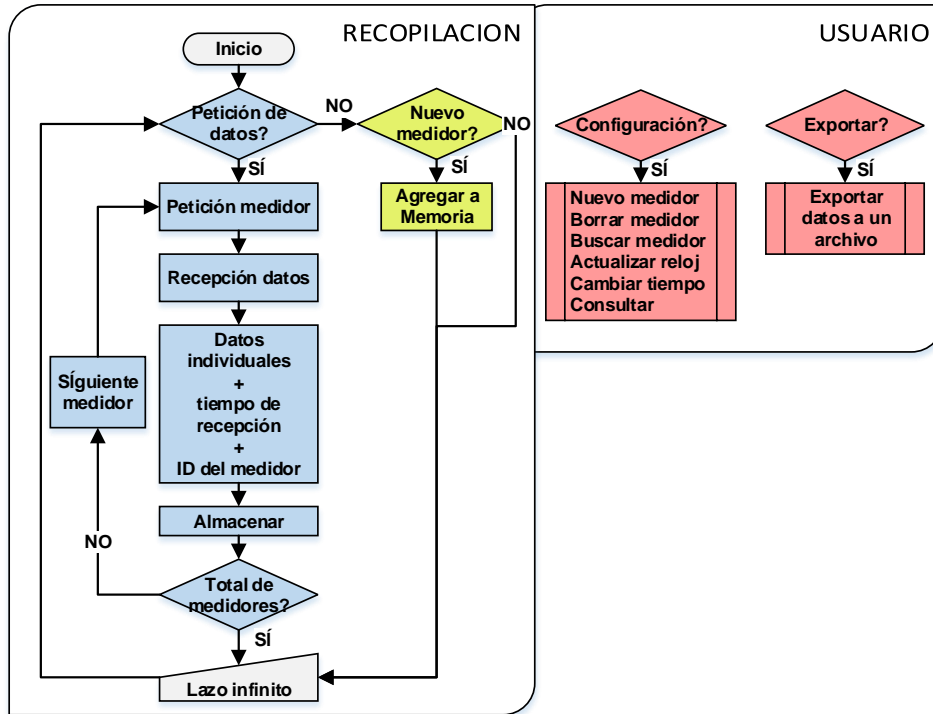 RECOPILACION
Inicio
Petición de
datos?
NO
Nuevo
medidor?
NO
SÍ
SÍ
Petición medidor
Agregar a
Memoria
Recepción datos
Datos
individuales
+
tiempo de
recepción
+
ID del medidor
SÍguiente
medidor
Almacenar
NO
Total de
medidores?
SÍ
Lazo infinito
USUARIO
Configuración?
SÍ
Nuevo medidor
Borrar medidor
Buscar medidor
Actualizar reloj
Cambiar tiempo
Consultar
Exportar?
SÍ
Exportar
datos a un
archivo